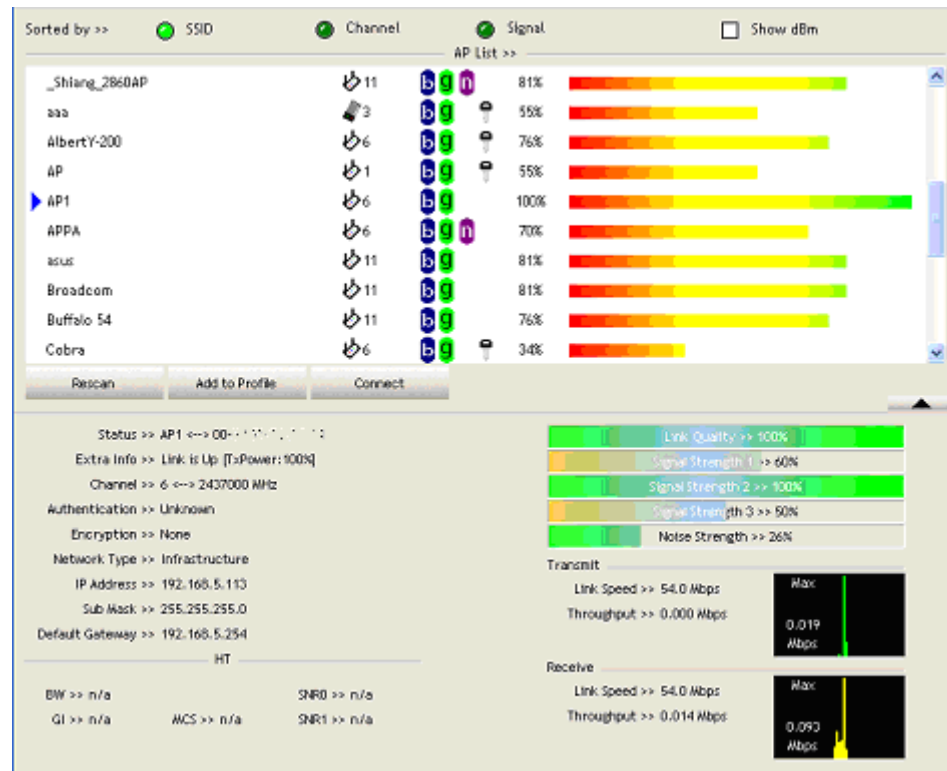 Sorted by >> SSID Channel Signal Show dBm
AP List >>
_Shiang_2860AP 11 b g n 81%
aaa 3 b g 55%
AlbertY-200 6 b g 76%
AP 1 b g 55%
AP1 6 b g 100%
APPA 6 b g n 70%
asus 11 b g 81%
Broadcom 11 b g 81%
Buffalo 54 11 b g 76%
Cobra 6 b g 34%
Rescan Add to Profile Connect
Status >> AP1 <--> 00-
Extra Info >> Link is Up [TxPower:100%]
Channel >> 6 <--> 2437000 MHz
Authentication >> Unknown
Encryption >> None
Network Type >> Infrastructure
IP Address >> 192.168.5.113
Sub Mask >> 255.255.255.0
Default Gateway >> 192.168.5.254
HT
BW >> n/a SNR0 >> n/a
GI >> n/a MCS >> n/a SNR1 >> n/a
Link Quality >> 100%
Signal Strength 1 >> 60%
Signal Strength 2 >> 100%
Signal Strength 3 >> 50%
Noise Strength >> 26%
Transmit
Link Speed >> 54.0 Mbps
Throughput >> 0.000 Mbps
Max
0.019
Mbps
Receive
Link Speed >> 54.0 Mbps
Throughput >> 0.014 Mbps
Max
0.093
Mbps